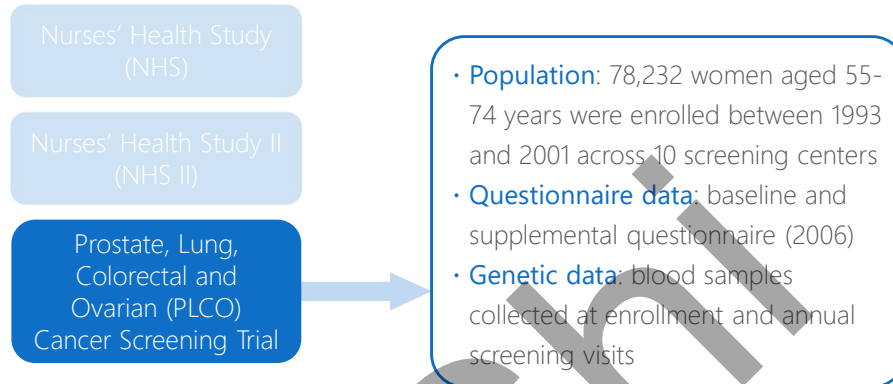 Nurses' Health Study
(NHS)
Nurses' Health Study II
(NHS II)
Prostate, Lung,
Colorectal and
Ovarian (PLCO)
Cancer Screening Trial
· Population: 78,232 women aged 55-
74 years were enrolled between 1993
and 2001 across 10 screening centers
· Questionnaire data: baseline and
supplemental questionnaire (2006)
· Genetic data: blood samples
collected at enrollment and annual
screening visits